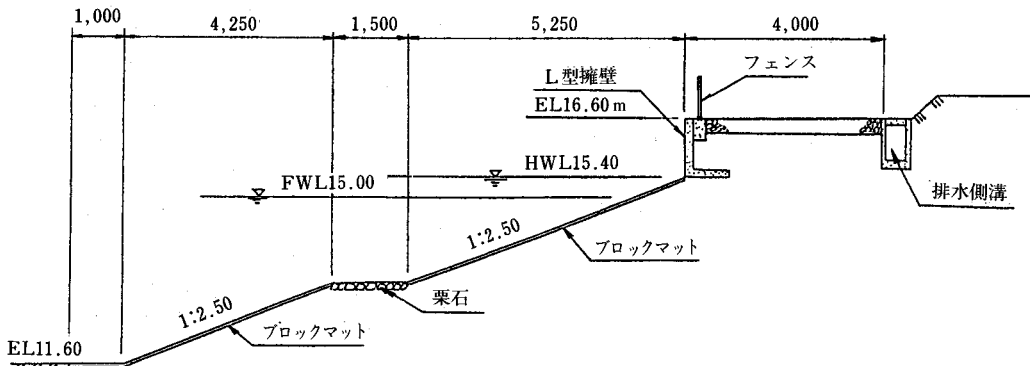 1,000
4,250
1,500
5,250
4,000
フェンス
L型擁壁
EL16.60m
HWL15.40
FWL15.00
排水側溝
1:2.50
ブロックマット
栗石
1:2.50
ブロックマット
EL11.60